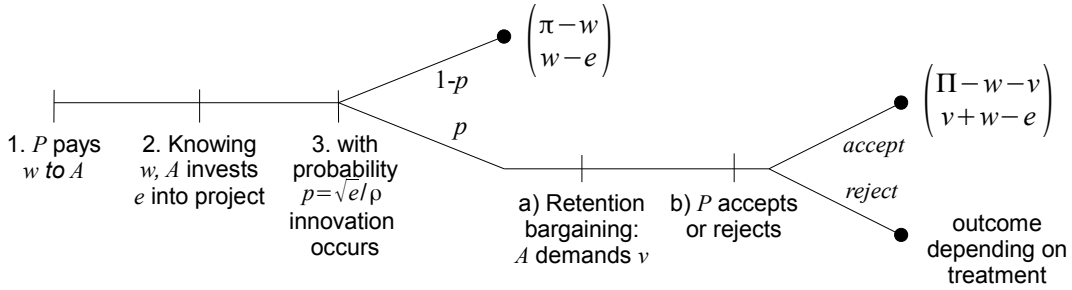 1. P pays
w to A
2. Knowing
w, A invests
e into project
3. with
probability
p=√e/ρ
innovation
occurs
1-p
p
(π−w
w−e)
a) Retention
bargaining:
A demands v
b) P accepts
or rejects
accept
reject
(Π−w−v
v+w−e)
outcome
depending on
treatment